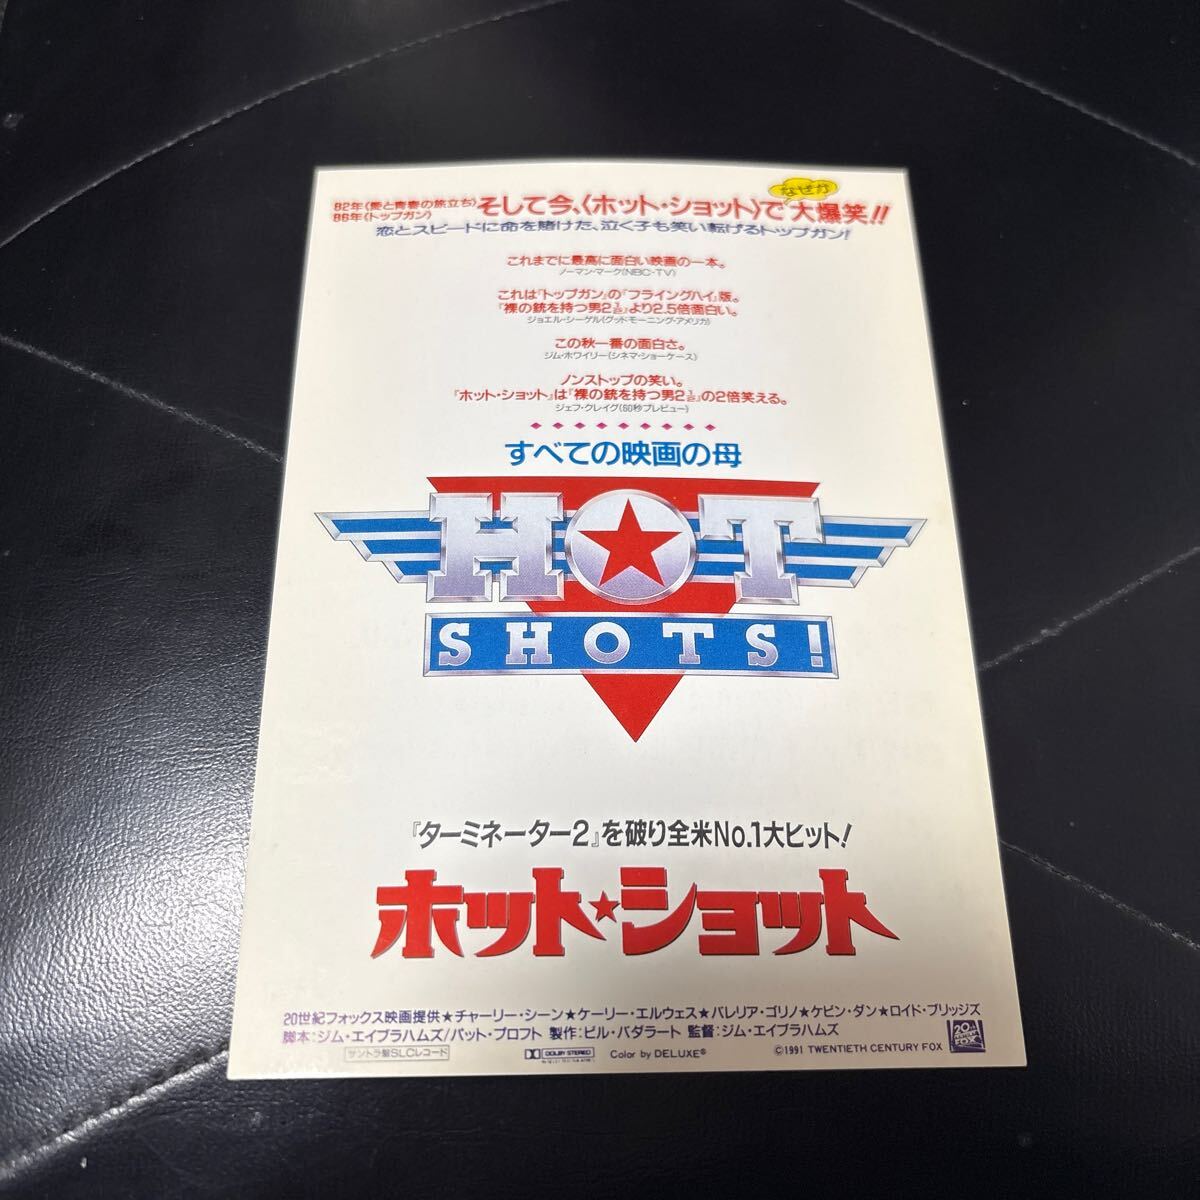 82年〈愛と青春の旅立ち〉
86年〈トップガン〉
そして今、〈ホット・ショット〉で
なぜか
大爆笑!!
恋とスピードに命を賭けた、泣く子も笑い転げるトップガン!
これまでに最高に面白い映画の一本。
ノーマン・マーク(NBC-TV)
これは『トップガン』の『フライングハイ』版。
『裸の銃を持つ男2½』より2.5倍面白い。
ジョエル・シーゲル(グッドモーニング・アメリカ)
この秋一番の面白さ。
ジム・ホワイリー(シネマ・ショーケース)
ノンストップの笑い。
『ホット・ショット』は『裸の銃を持つ男2½』の2倍笑える。
ジェフ・クレイグ(60秒プレビュー)
すべての映画の母
HOT
SHOTS!
『ターミネーター2』を破り全米No.1大ヒット!
ホット★ショット
20世紀フォックス映画提供★チャーリー・シーン★ケーリー・エルウェス★バレリア・ゴリノ★ケビン・ダン★ロイド・ブリッジズ
脚本:ジム・エイブラハムズ/パット・プロフト 製作:ビル・バダラート 監督:ジム・エイブラハムズ
サントラ盤SLCレコード
DOLBY STEREO
Color by DELUXE®
©1991 TWENTIETH CENTURY FOX
20th CENTURY FOX